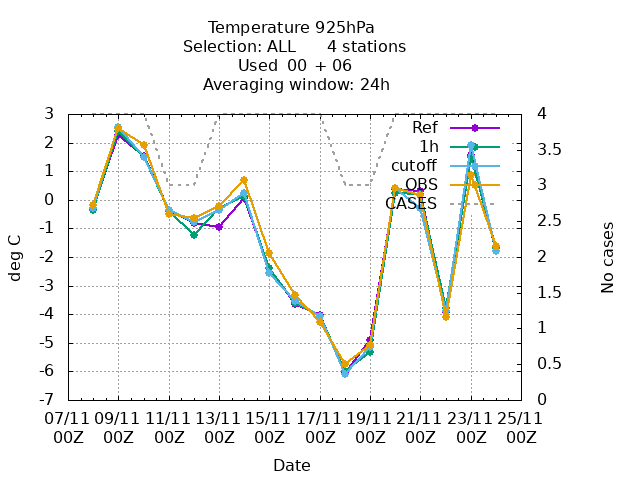 Temperature 925hPa
Selection: ALL 4 stations
Used 00 + 06
Averaging window: 24h
3
2
1
0
-1
-2
-3
-4
-5
-6
-7
deg C
4
3.5
3
2.5
2
1.5
1
0.5
0
No cases
Ref
1h
cutoff
OBS
CASES
07/11 09/11 11/11 13/11 15/11 17/11 19/11 21/11 23/11 25/11
00Z 00Z 00Z 00Z 00Z 00Z 00Z 00Z 00Z 00Z
Date